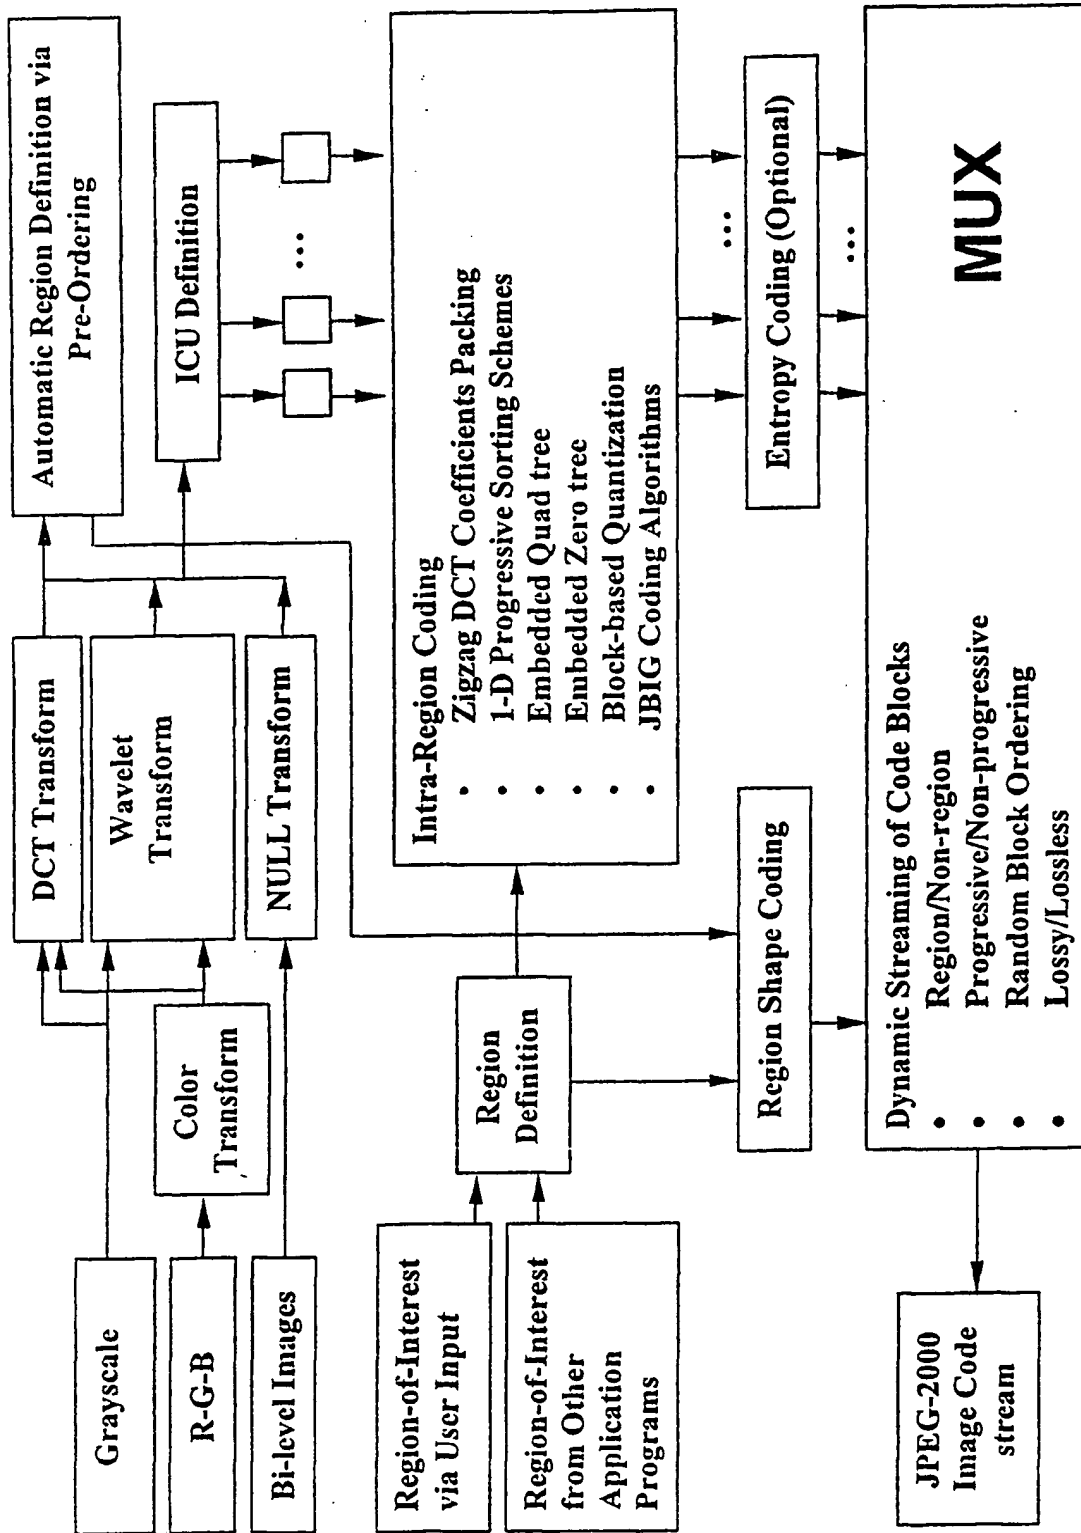 Grayscale
R-G-B
Bi-level Images
Color
Transform
DCT Transform
Wavelet
Transform
NULL Transform
Automatic Region Definition via
Pre-Ordering
ICU Definition
...
Region-of-Interest
via User Input
Region-of-Interest
from Other
Application
Programs
Region
Definition
Intra-Region Coding
• Zigzag DCT Coefficients Packing
• 1-D Progressive Sorting Schemes
• Embedded Quad tree
• Embedded Zero tree
• Block-based Quantization
• JBIG Coding Algorithms
...
Region Shape Coding
Entropy Coding (Optional)
...
Dynamic Streaming of Code Blocks
• Region/Non-region
• Progressive/Non-progressive
• Random Block Ordering
• Lossy/Lossless
MUX
JPEG-2000
Image Code
stream